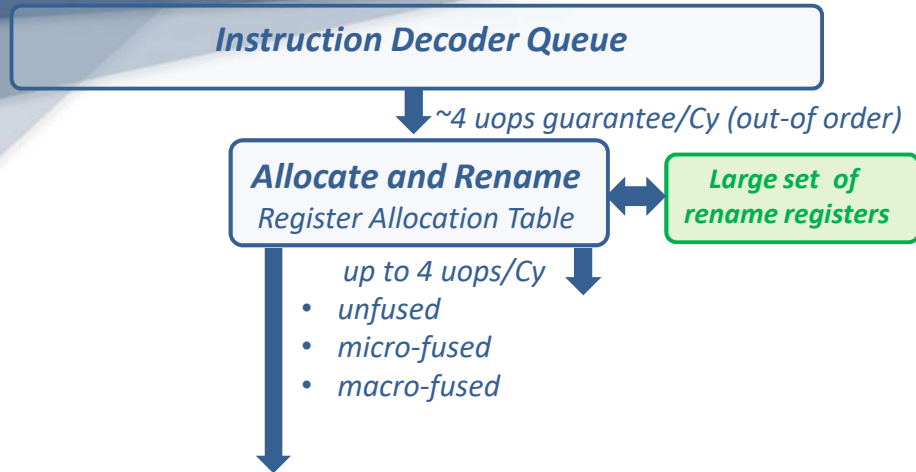 Instruction Decoder Queue
~4 uops guarantee/Cy (out-of order)
Allocate and Rename
Register Allocation Table
Large set of
rename registers
up to 4 uops/Cy
• unfused
• micro-fused
• macro-fused